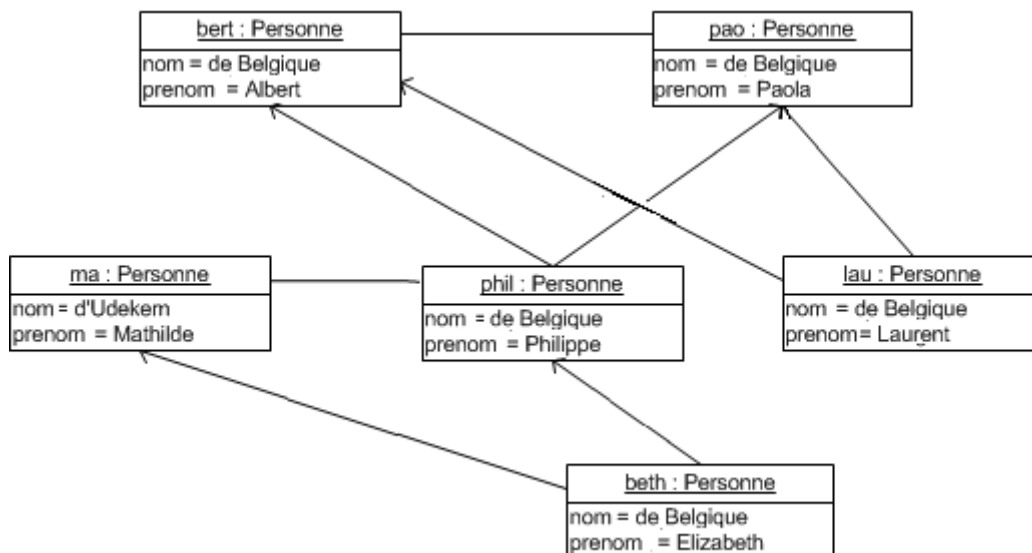 bert : Personne
nom = de Belgique
prenom = Albert
pao : Personne
nom = de Belgique
prenom = Paola
ma : Personne
nom = d'Udekem
prenom = Mathilde
phil : Personne
nom = de Belgique
prenom = Philippe
lau : Personne
nom = de Belgique
prenom= Laurent
beth : Personne
nom = de Belgique
prenom = Elizabeth